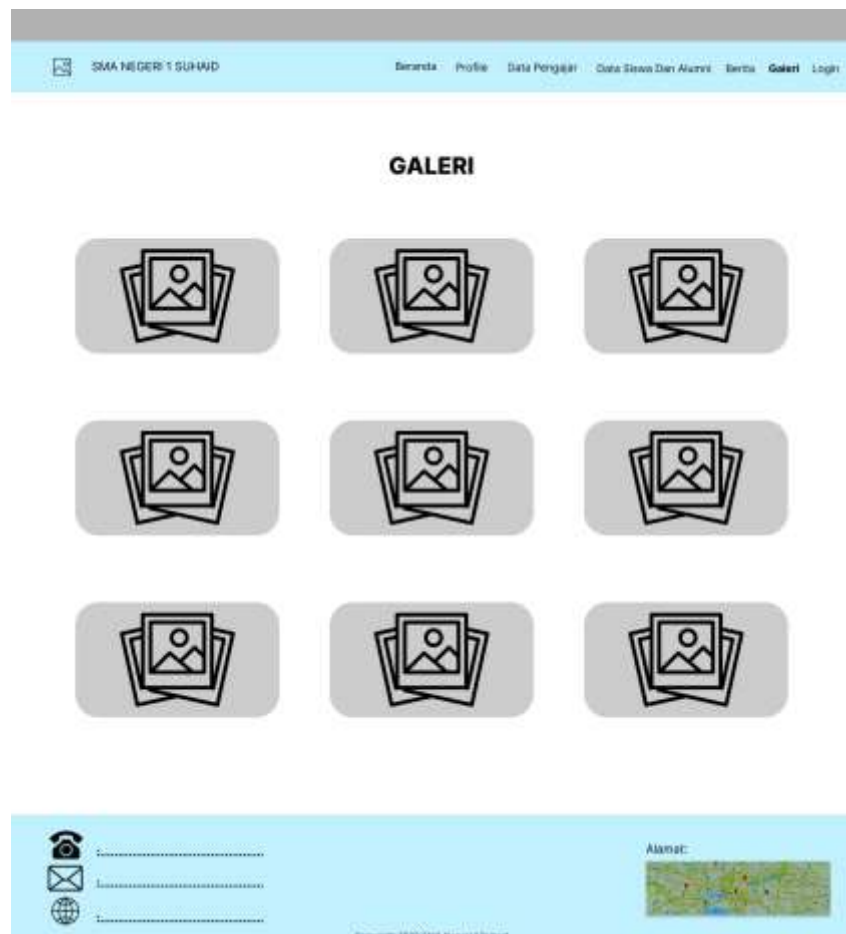 SMA NEGERI 1 SUHAID
Beranda Profile Data Pengajar Data Siswa Dan Alumni Berita Galeri Login
GALERI
:
Alamat:
:
: